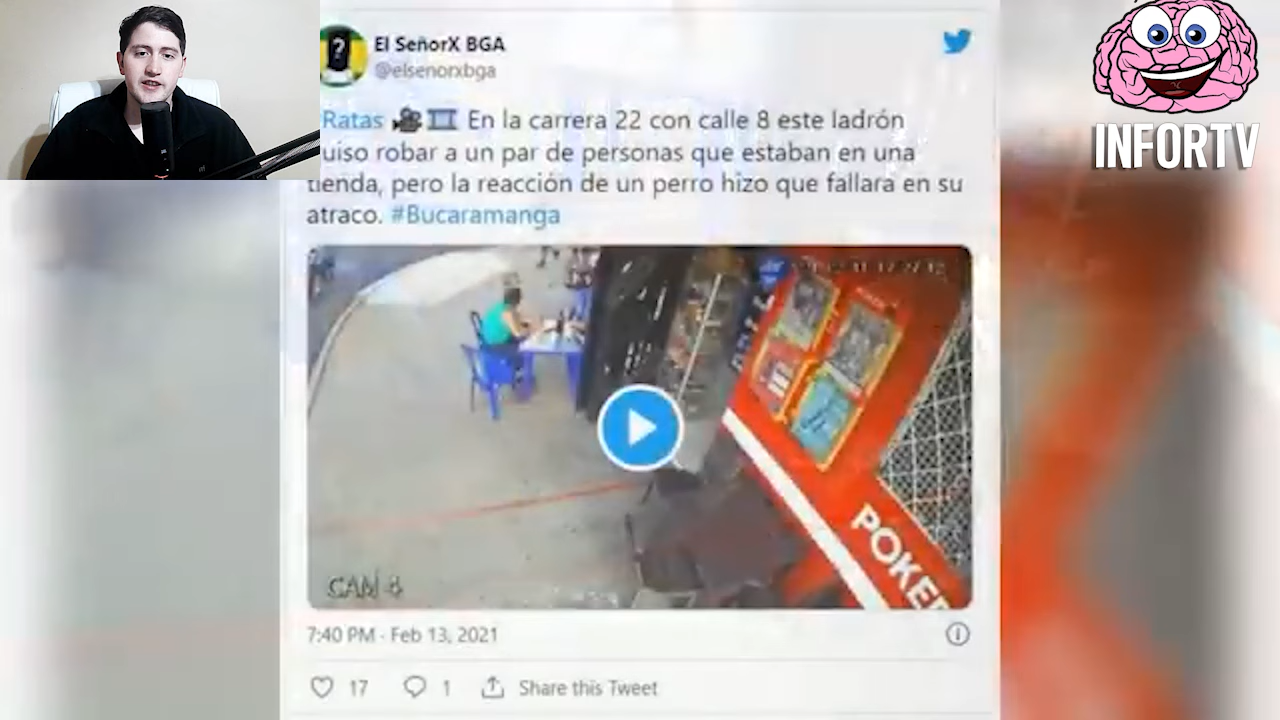 El SeñorX BGA
@elsenorxbga
Ratas 🎥🎞 En la carrera 22 con calle 8 este ladrón
uiso robar a un par de personas que estaban en una
tienda, pero la reacción de un perro hizo que fallara en su
atraco. #Bucaramanga
INFORTV
POKER
CAM 8
7:40 PM · Feb 13, 2021
17
1
Share this Tweet